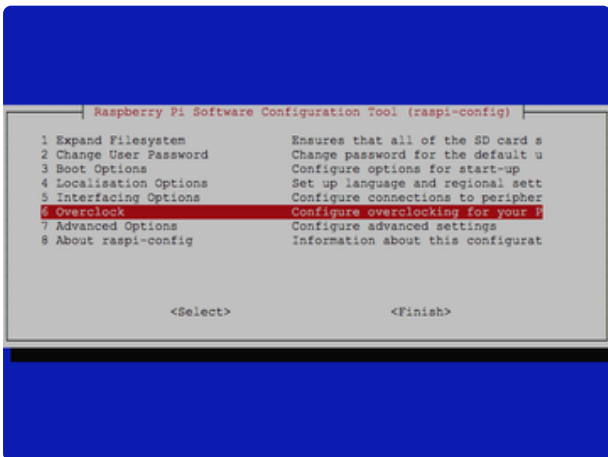 Raspberry Pi Software Configuration Tool (raspi-config)
1 Expand Filesystem Ensures that all of the SD card s
2 Change User Password Change password for the default u
3 Boot Options Configure options for start-up
4 Localisation Options Set up language and regional sett
5 Interfacing Options Configure connections to peripher
6 Overclock Configure overclocking for your P
7 Advanced Options Configure advanced settings
8 About raspi-config Information about this configurat
<Select> <Finish>